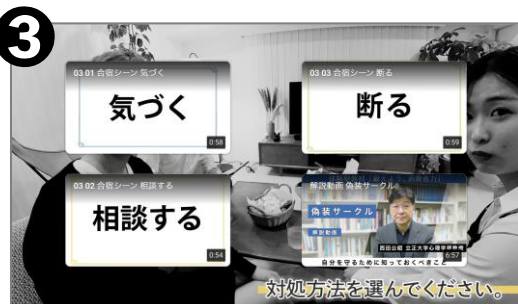 3
03 01 合宿シーン 気づく
気づく
0:58
03 03 合宿シーン 断る
断る
0:59
03 02 合宿シーン 相談する
相談する
0:54
解説動画 偽装サークル
偽装サークル
解説動画
西田公昭 立正大学心理学部教授
6:57
自分を守るために知っておくべきこと
対処方法を選んでください。